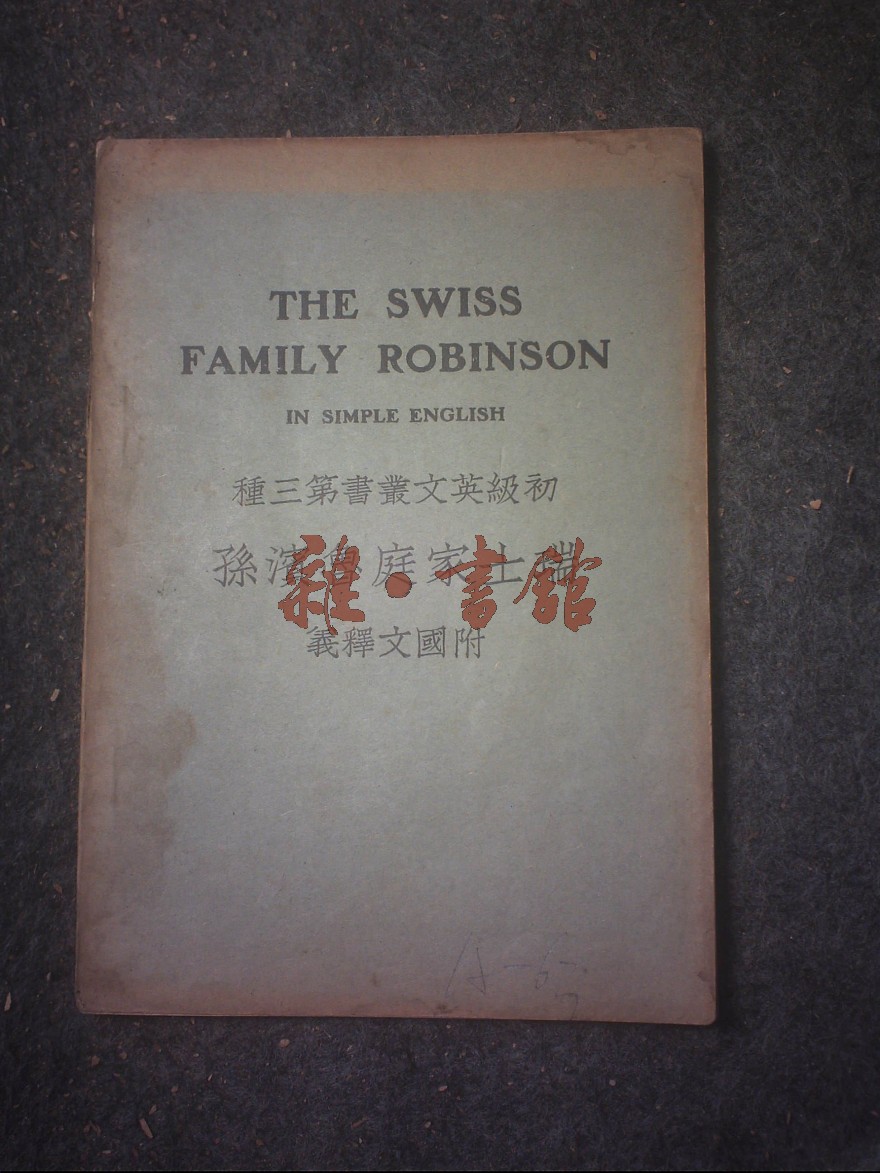 THE SWISS
FAMILY ROBINSON
IN SIMPLE ENGLISH
初級英文叢書第三種
瑞士家庭魯濱孫
雜·書館
附國文釋義